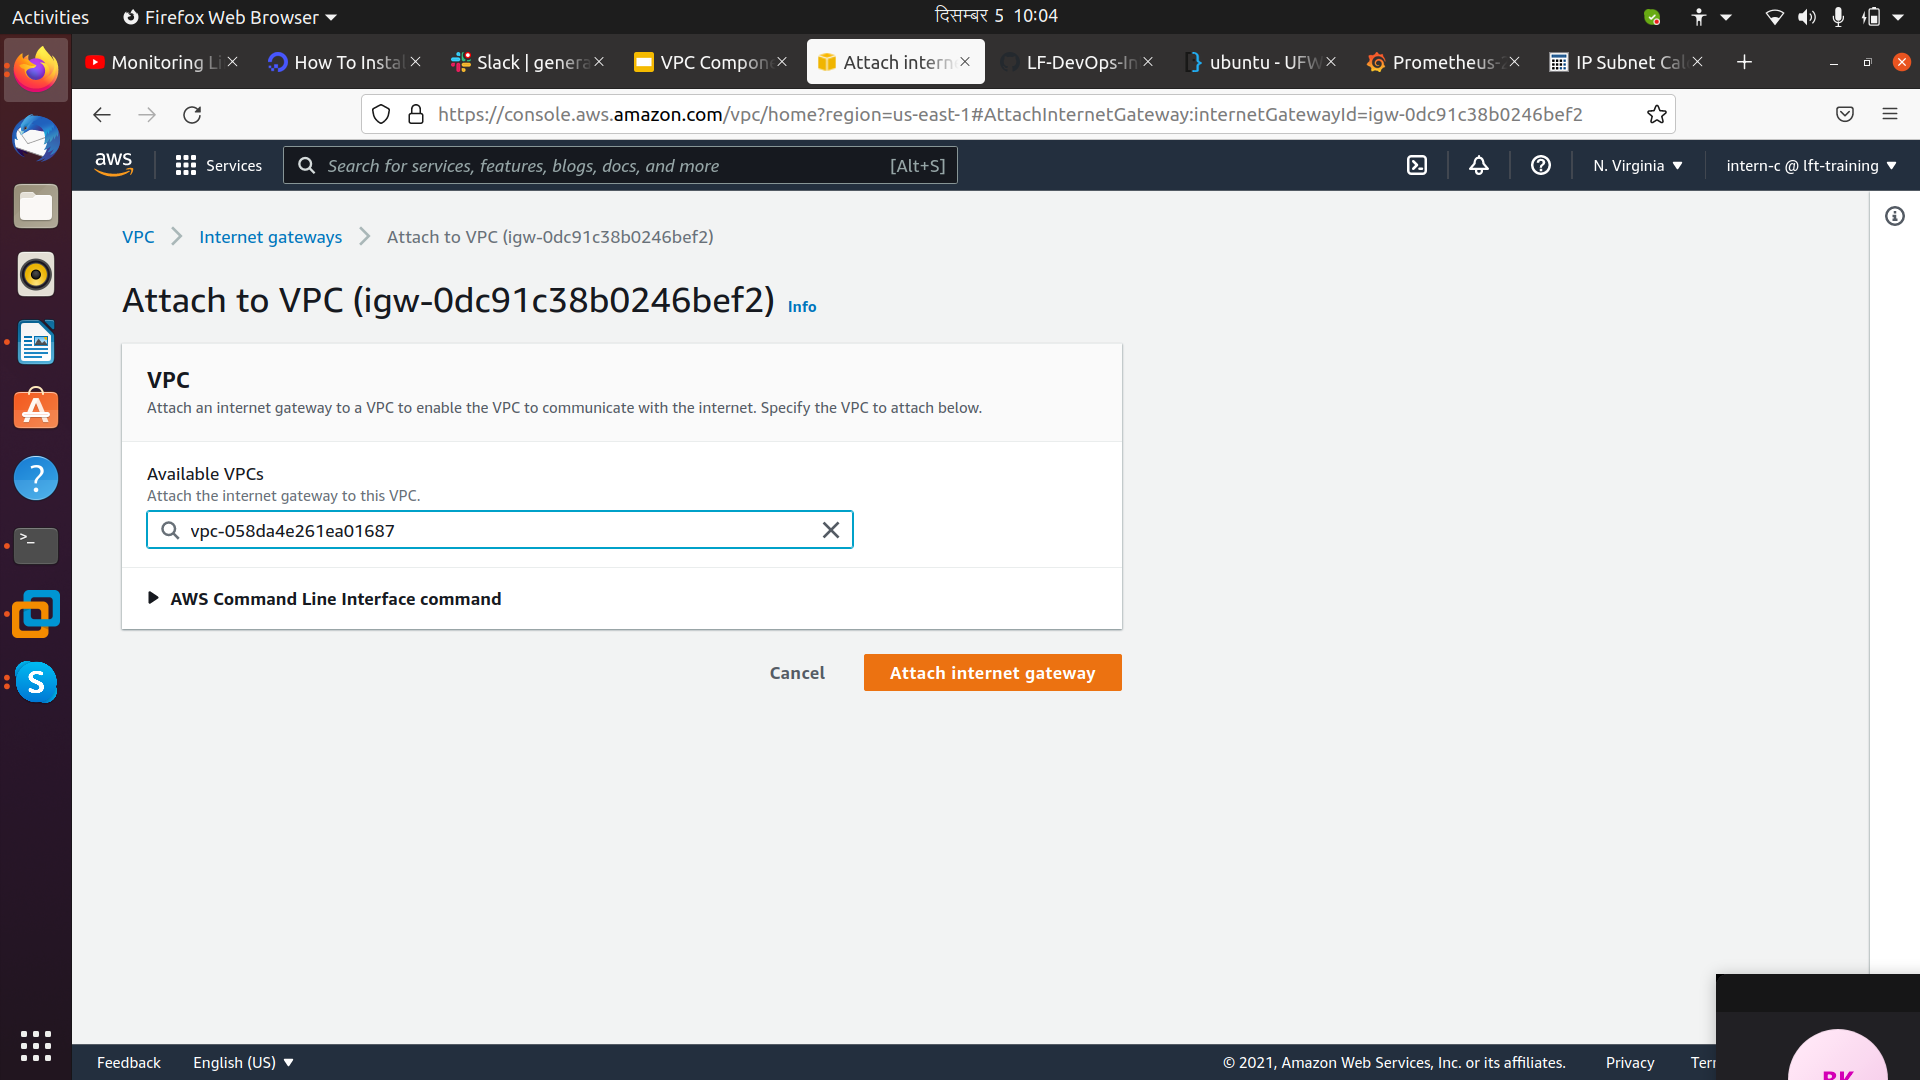 Activities
Firefox Web Browser
दिसम्बर 5 10:04
Monitoring Li
How To Instal
Slack | genera
VPC Compon
Attach intern
LF-DevOps-In
ubuntu - UFW
Prometheus-
IP Subnet Cal
https://console.aws.amazon.com/vpc/home?region=us-east-1#AttachInternetGateway:internetGatewayId=igw-0dc91c38b0246bef2
aws
Services
Search for services, features, blogs, docs, and more
[Alt+S]
N. Virginia
intern-c @ lft-training
VPC
Internet gateways
Attach to VPC (igw-0dc91c38b0246bef2)
Attach to VPC (igw-0dc91c38b0246bef2) Info
VPC
Attach an internet gateway to a VPC to enable the VPC to communicate with the internet. Specify the VPC to attach below.
Available VPCs
Attach the internet gateway to this VPC.
vpc-058da4e261ea01687
AWS Command Line Interface command
Cancel
Attach internet gateway
Feedback
English (US)
© 2021, Amazon Web Services, Inc. or its affiliates.
Privacy
Ter